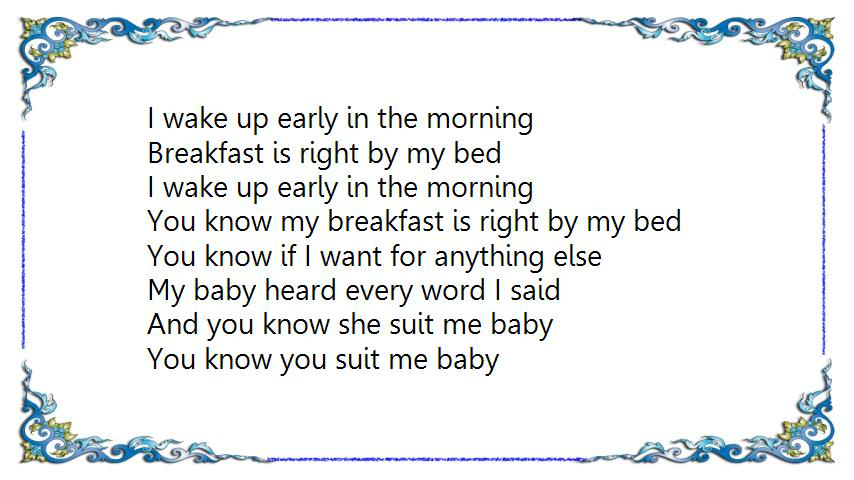 I wake up early in the morning
Breakfast is right by my bed
I wake up early in the morning
You know my breakfast is right by my bed
You know if I want for anything else
My baby heard every word I said
And you know she suit me baby
You know you suit me baby